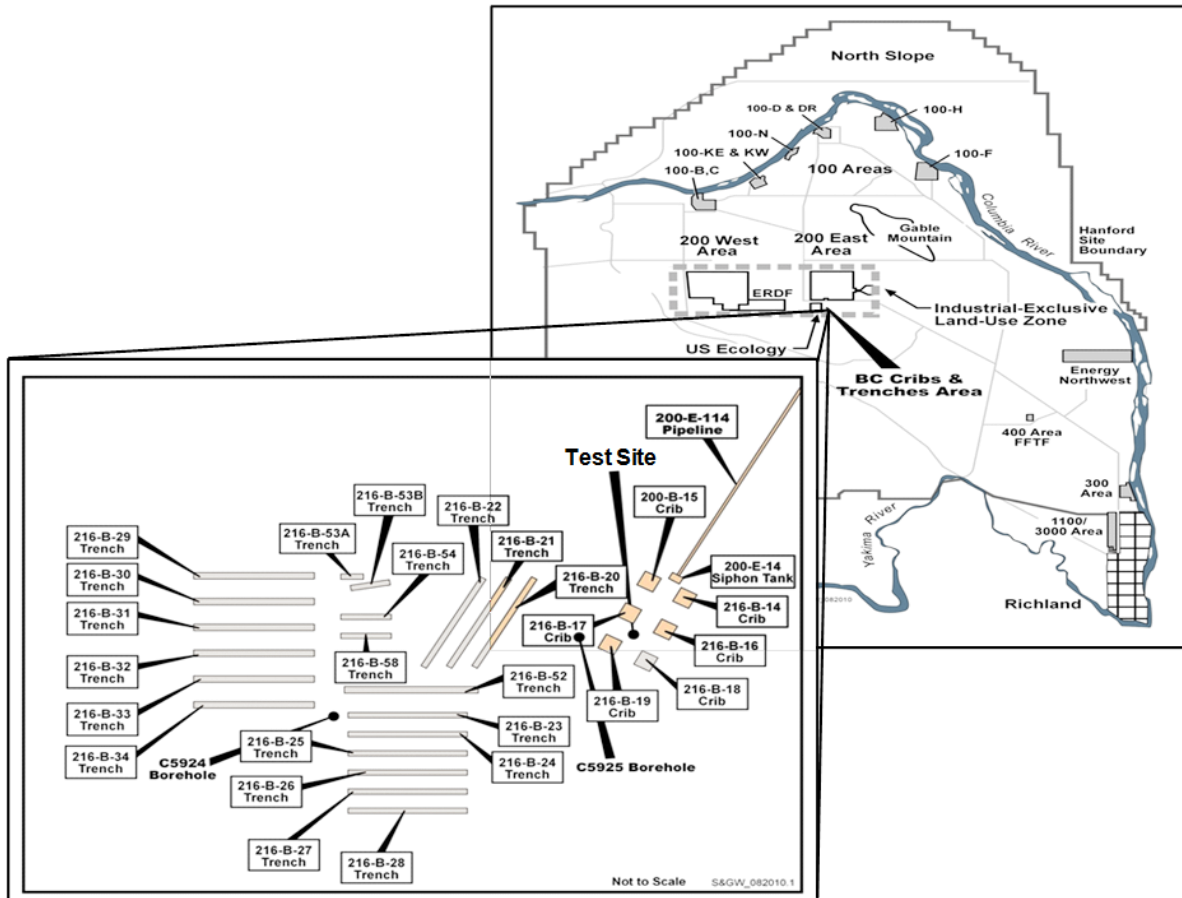 North Slope
100-D & DR
100-H
100-N
100-KE & KW
100-F
100-B,C
100 Areas
Columbia
River
Gable
Mountain
Hanford
Site
Boundary
200 West
Area
200 East
Area
ERDF
Industrial-Exclusive
Land-Use Zone
US Ecology
BC Cribs &
Trenches Area
Energy
Northwest
400 Area
FFTF
300
Area
1100/
3000 Area
Yakima River
Richland
082010
200-E-114
Pipeline
Test Site
216-B-53B
Trench
216-B-22
Trench
200-B-15
Crib
216-B-53A
Trench
216-B-21
Trench
216-B-29
Trench
216-B-54
Trench
200-E-14
Siphon Tank
216-B-30
Trench
216-B-20
Trench
216-B-31
Trench
216-B-14
Crib
216-B-17
Crib
216-B-16
Crib
216-B-32
Trench
216-B-58
Trench
216-B-52
Trench
216-B-18
Crib
216-B-19
Crib
216-B-33
Trench
216-B-23
Trench
216-B-34
Trench
216-B-25
Trench
216-B-24
Trench
C5924
Borehole
C5925 Borehole
216-B-26
Trench
216-B-27
Trench
216-B-28
Trench
Not to Scale
S&GW_082010.1